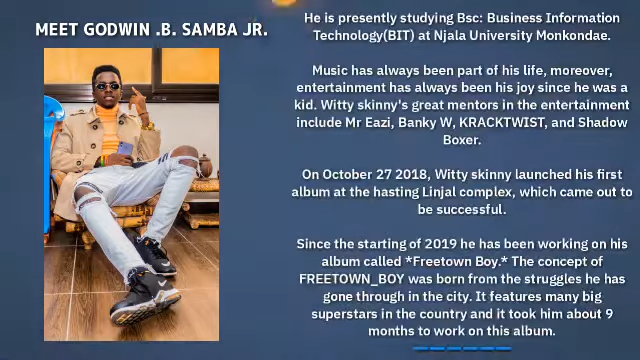 MEET GODWIN .B. SAMBA JR.
He is presently studying Bsc: Business Information
Technology(BIT) at Njala University Monkondae.
Music has always been part of his life, moreover,
entertainment has always been his joy since he was a
kid. Witty skinny's great mentors in the entertainment
include Mr Eazi, Banky W, KRACKTWIST, and Shadow
Boxer.
On October 27 2018, Witty skinny launched his first
album at the hasting Linjal complex, which came out to
be successful.
Since the starting of 2019 he has been working on his
album called *Freetown Boy.* The concept of
FREETOWN_BOY was born from the struggles he has
gone through in the city. It features many big
superstars in the country and it took him about 9
months to work on this album.